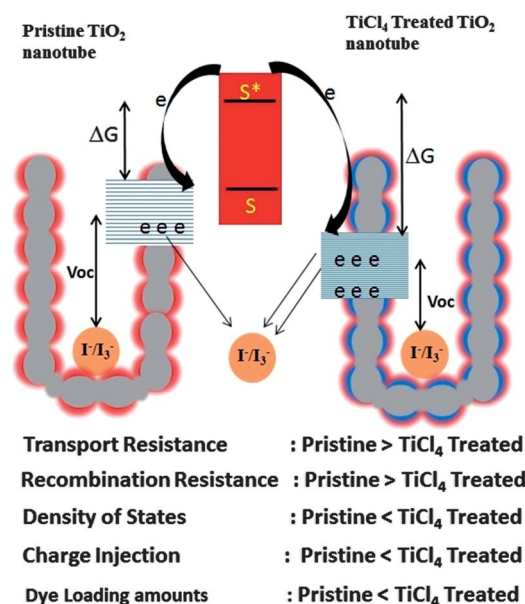 Pristine TiO₂
nanotube
TiCl₄ Treated TiO₂
nanotube
e
S*
e
ΔG
ΔG
S
e e e
e e e
Voc
e e e
Voc
I⁻/I₃⁻
I⁻/I₃⁻
I⁻/I₃⁻
Transport Resistance : Pristine > TiCl₄ Treated
Recombination Resistance : Pristine > TiCl₄ Treated
Density of States : Pristine < TiCl₄ Treated
Charge Injection : Pristine < TiCl₄ Treated
Dye Loading amounts : Pristine < TiCl₄ Treated